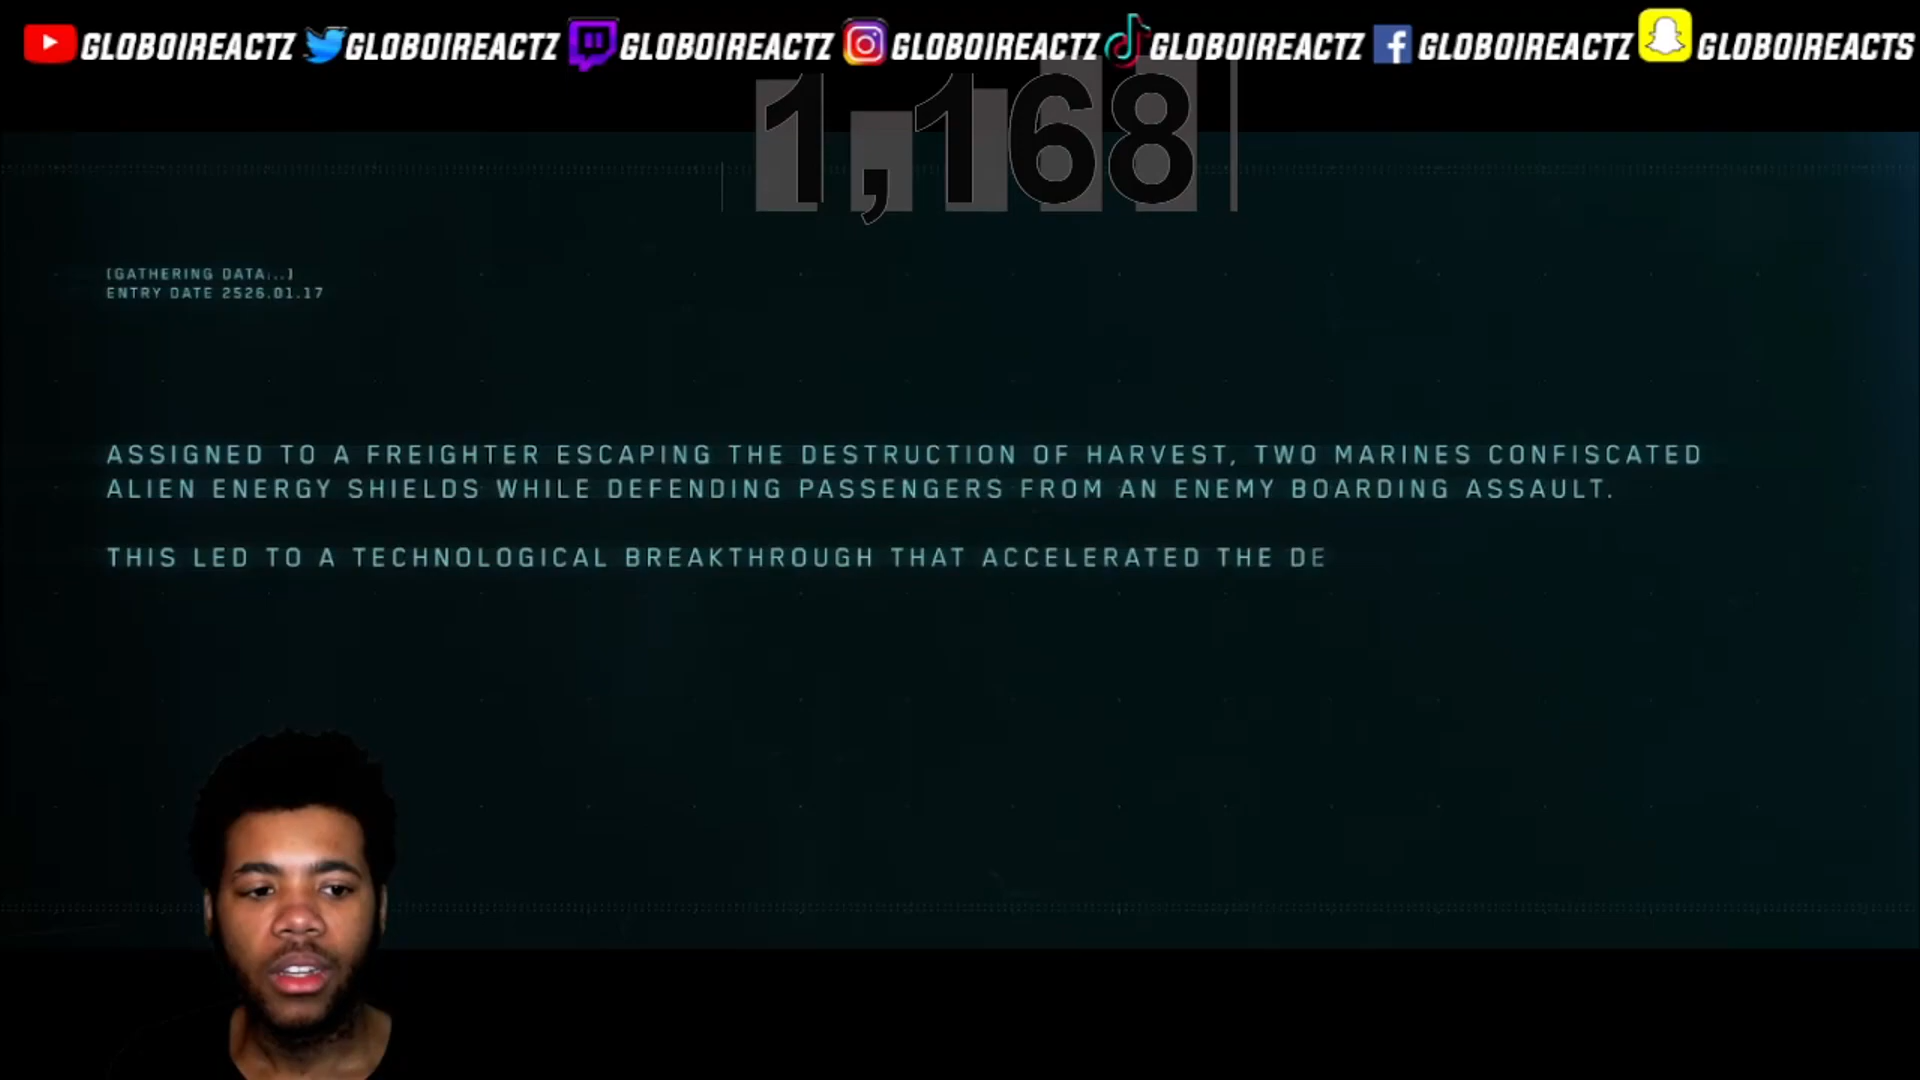 GLOBOIREACTZ GLOBOIREACTZ GLOBOIREACTZ GLOBOIREACTZ GLOBOIREACTZ GLOBOIREACTZ GLOBOIREACTS
1,168
[GATHERING DATA...]
ENTRY DATE 2526.01.17
ASSIGNED TO A FREIGHTER ESCAPING THE DESTRUCTION OF HARVEST, TWO MARINES CONFISCATED
ALIEN ENERGY SHIELDS WHILE DEFENDING PASSENGERS FROM AN ENEMY BOARDING ASSAULT.
THIS LED TO A TECHNOLOGICAL BREAKTHROUGH THAT ACCELERATED THE DE